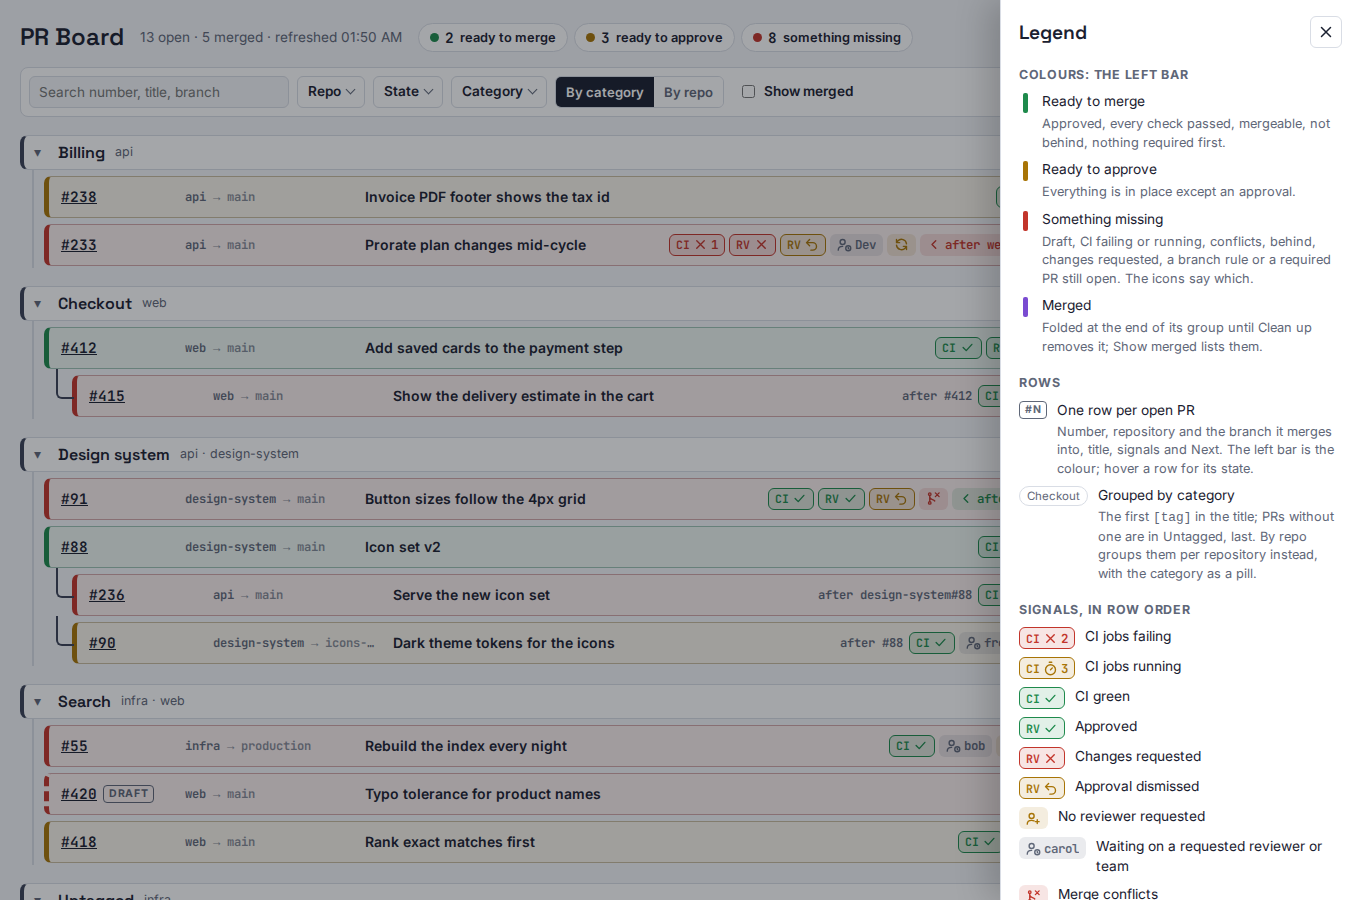 PR Board
13 open · 5 merged · refreshed 01:50 AM
2 ready to merge
3 ready to approve
8 something missing
Search number, title, branch
Repo
State
Category
By category
By repo
Show merged
Billing api
#238 api → main Invoice PDF footer shows the tax id
#233 api → main Prorate plan changes mid-cycle CI 1 RV RV Dev after we
Checkout web
#412 web → main Add saved cards to the payment step CI
#415 web → main Show the delivery estimate in the cart after #412 CI
Design system api · design-system
#91 design-system → main Button sizes follow the 4px grid CI RV RV
#88 design-system → main Icon set v2 CI
#236 api → main Serve the new icon set after design-system#88 CI
#90 design-system → icons-… Dark theme tokens for the icons after #88 CI
Search infra · web
#55 infra → production Rebuild the index every night CI bob
#420 DRAFT web → main Typo tolerance for product names
#418 web → main Rank exact matches first CI
Untagged infra
Legend
COLOURS: THE LEFT BAR
Ready to merge
Approved, every check passed, mergeable, not
behind, nothing required first.
Ready to approve
Everything is in place except an approval.
Something missing
Draft, CI failing or running, conflicts, behind,
changes requested, a branch rule or a required
PR still open. The icons say which.
Merged
Folded at the end of its group until Clean up
removes it; Show merged lists them.
ROWS
#N One row per open PR
Number, repository and the branch it merges
into, title, signals and Next. The left bar is the
colour; hover a row for its state.
Checkout Grouped by category
The first [tag] in the title; PRs without
one are in Untagged, last. By repo
groups them per repository instead,
with the category as a pill.
SIGNALS, IN ROW ORDER
CI 2 CI jobs failing
CI 3 CI jobs running
CI CI green
RV Approved
RV Changes requested
RV Approval dismissed
No reviewer requested
carol Waiting on a requested reviewer or
team
Merge conflicts